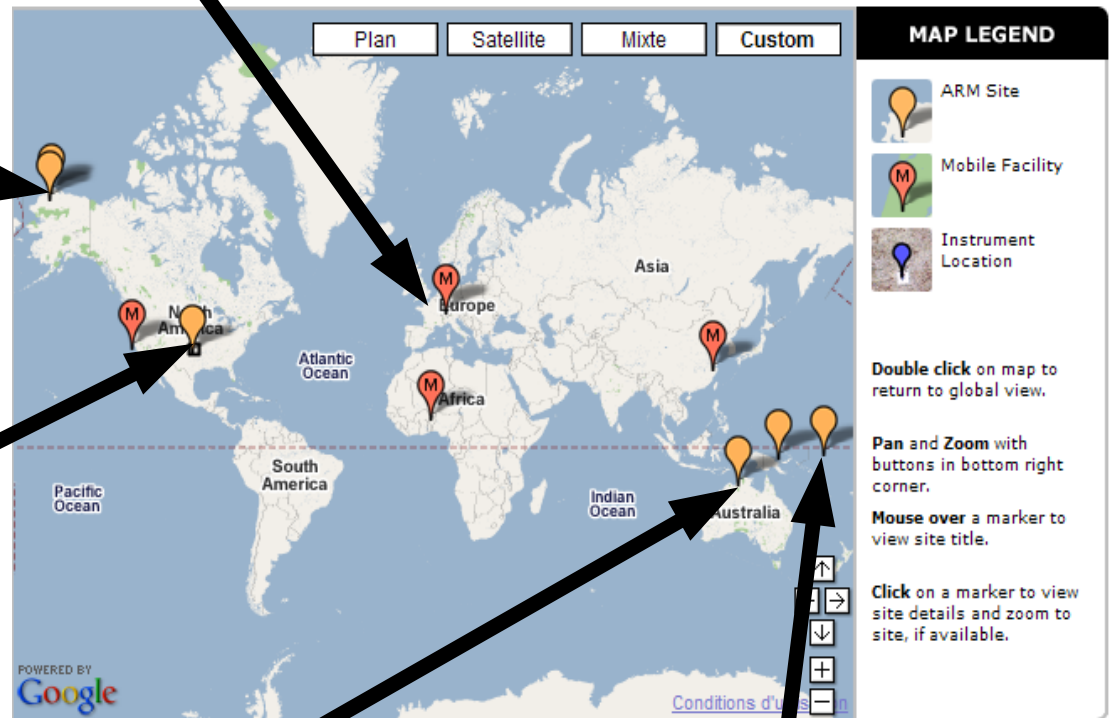 Plan
Satellite
Mixte
Custom
MAP LEGEND
ARM Site
M
Mobile Facility
Instrument
Location
Double click on map to
return to global view.
Pan and Zoom with
buttons in bottom right
corner.
Mouse over a marker to
view site title.
Click on a marker to view
site details and zoom to
site, if available.
Asia
M
Europe
M
America
M
Atlantic
Ocean
M
Africa
South
America
Pacific
Ocean
Indian
Ocean
Australia
POWERED BY
Google
Conditions d'u